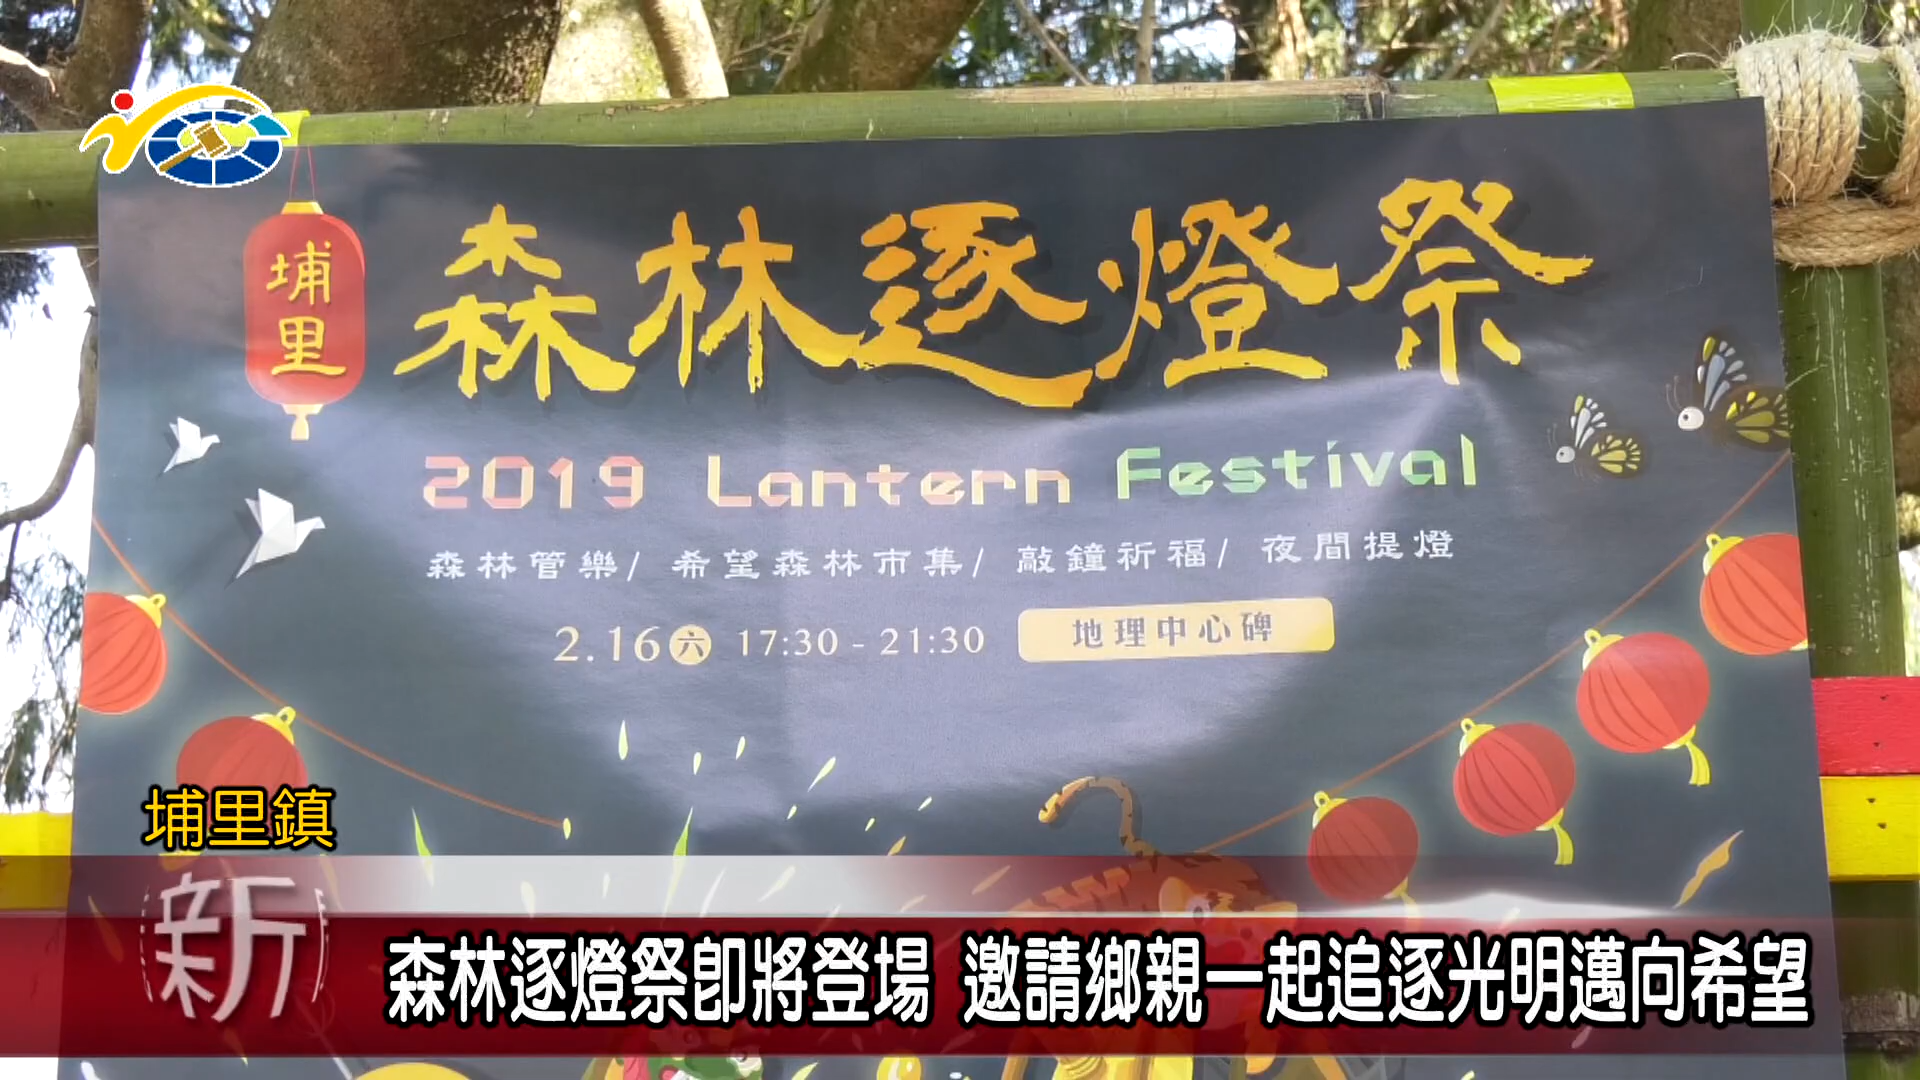 埔里
森林逐燈祭
2019 Lantern Festival
森林管樂/ 希望森林市集/ 敲鐘祈福/ 夜間提燈
2.16 六 17:30 - 21:30 地理中心碑
埔里鎮
新
森林逐燈祭即將登場 邀請鄉親一起追逐光明邁向希望